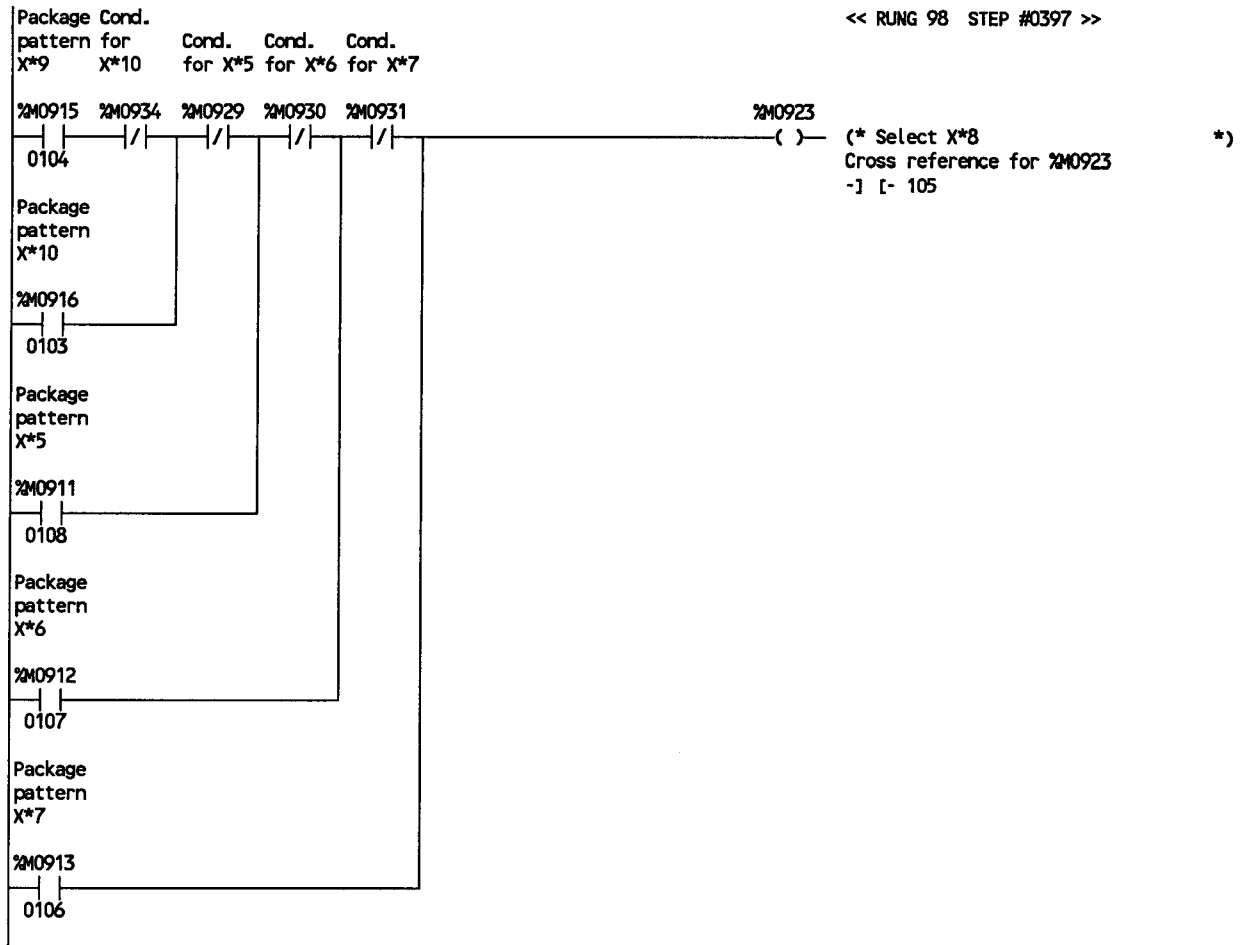 Package Cond. << RUNG 98 STEP #0397 >>
pattern for Cond. Cond. Cond.
X*9 X*10 for X*5 for X*6 for X*7
%M0915 %M0934 %M0929 %M0930 %M0931 %M0923
(* Select X*8 *)
0104
Cross reference for %M0923
-] [- 105
Package
pattern
X*10
%M0916
0103
Package
pattern
X*5
%M0911
0108
Package
pattern
X*6
%M0912
0107
Package
pattern
X*7
%M0913
0106